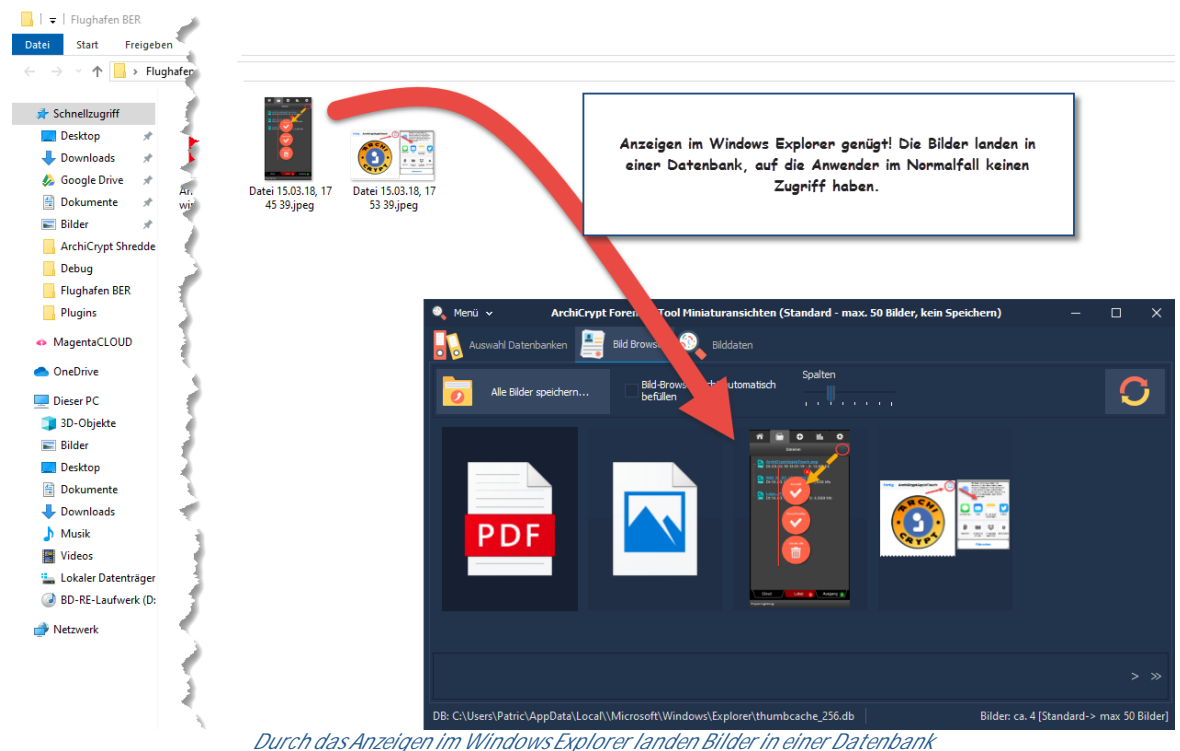 Flughafen BER
Datei Start Freigeben
Schnellzugriff
Desktop
Downloads
Google Drive
Dokumente
Bilder
ArchiCrypt Shredde
Debug
Flughafen BER
Plugins
MagentaCLOUD
OneDrive
Dieser PC
3D-Objekte
Bilder
Desktop
Dokumente
Downloads
Musik
Videos
Lokaler Datenträger
BD-RE-Laufwerk (D:
Netzwerk
Datei 15.03.18, 17
45 39.jpeg
Datei 15.03.18, 17
53 39.jpeg
Anzeigen im Windows Explorer genügt! Die Bilder landen in
einer Datenbank, auf die Anwender im Normalfall keinen
Zugriff haben.
Menü
ArchiCrypt Tool Miniaturansichten (Standard - max. 50 Bilder, kein Speichern)
Auswahl Datenbanken Bild Bilddaten
Alle Bilder speichern...
befüllen
Spalten
PDF
ARCHI
CRYPT
> »
DB: C:\Users\Patric\AppData\Local\\Microsoft\Windows\Explorer\thumbcache_256.db
Bilder: ca. 4 [Standard-> max 50 Bilder]
Durch das Anzeigen im Windows Explorer landen Bilder in einer Datenbank